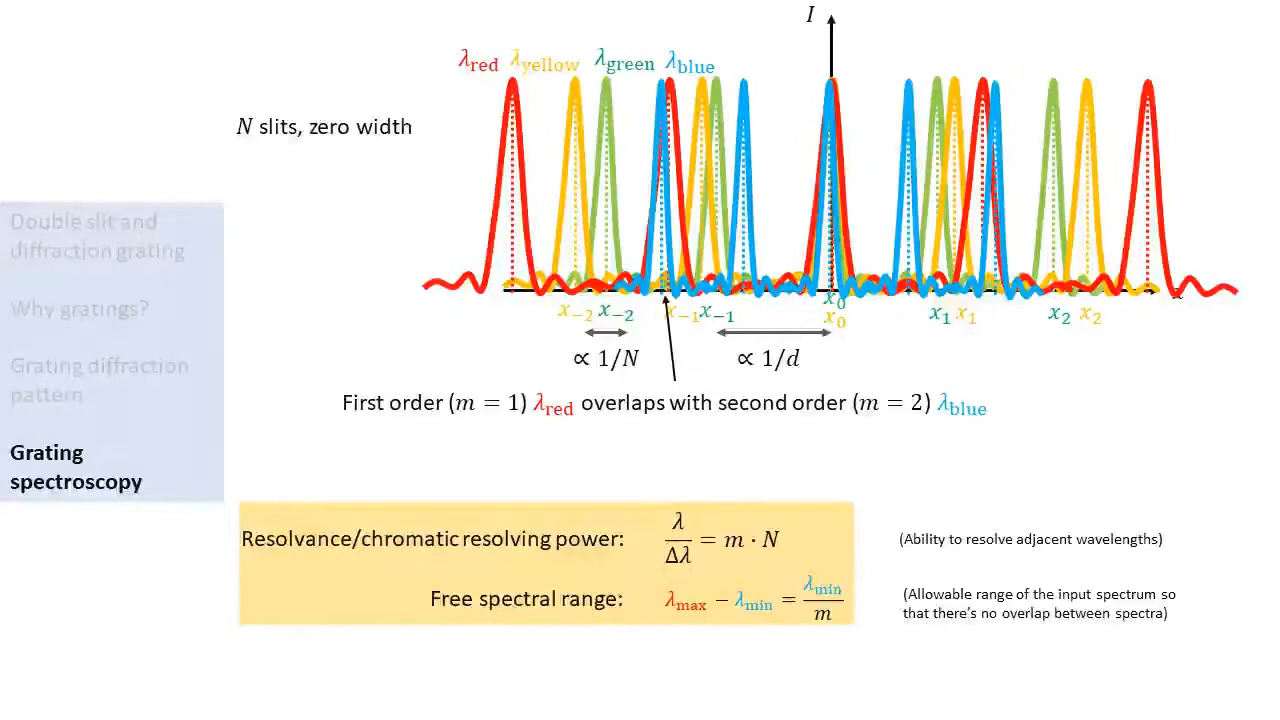 I
λred λyellow λgreen λblue
N slits, zero width
Double slit and
diffraction grating
Why gratings?
Grating diffraction
pattern
Grating
spectroscopy
x₀
x₋₂ x₋₂ x₋₁ x₋₁ x₀ x₁ x₁ x₂ x₂
∝ 1/N ∝ 1/d
First order (m = 1) λred overlaps with second order (m = 2) λblue
Resolvance/chromatic resolving power: λ/Δλ = m · N (Ability to resolve adjacent wavelengths)
Free spectral range: λmax − λmin = λmin/m (Allowable range of the input spectrum so
that there's no overlap between spectra)